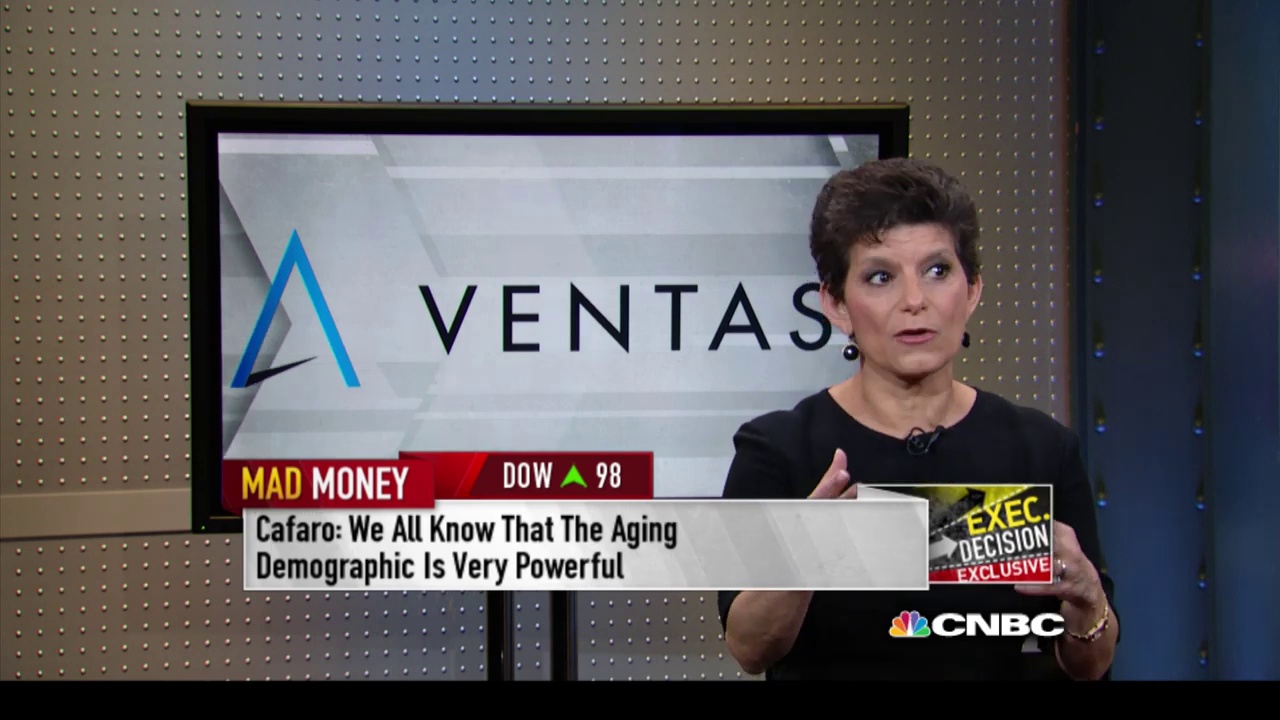 VENTAS
MAD MONEY
DOW ▲ 98
Cafaro: We All Know That The Aging
Demographic Is Very Powerful
EXEC.
DECISION
EXCLUSIVE
CNBC